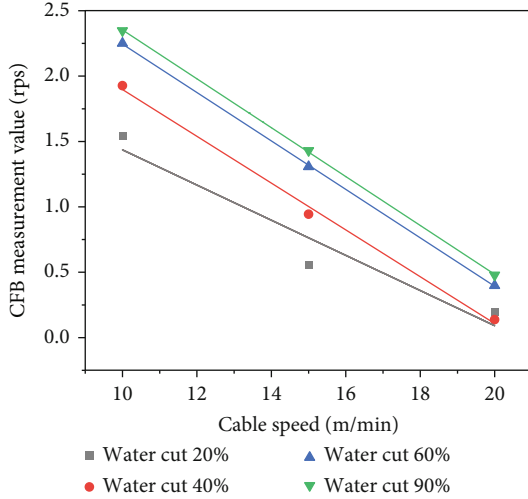 2.5
2.0
1.5
1.0
0.5
0.0
CFB measurement value (rps)
10 12 14 16 18 20
Cable speed (m/min)
Water cut 20% Water cut 60%
Water cut 40% Water cut 90%